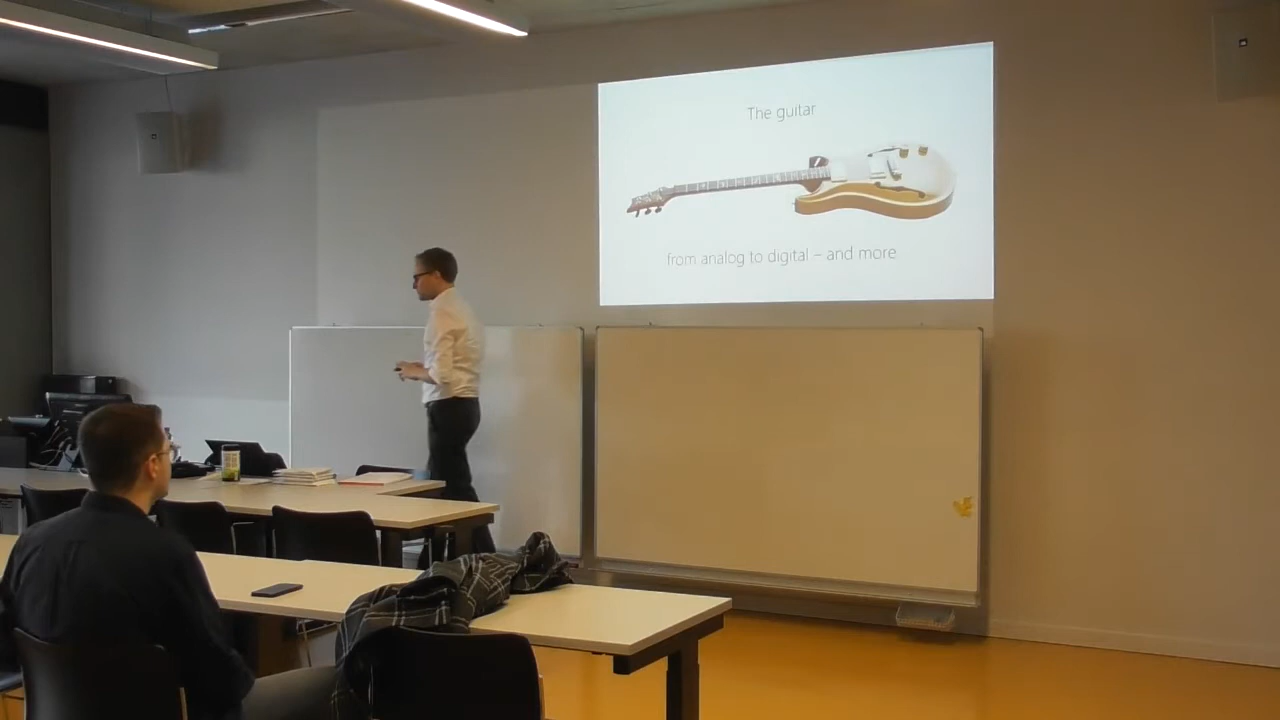 The guitar
from analog to digital – and more